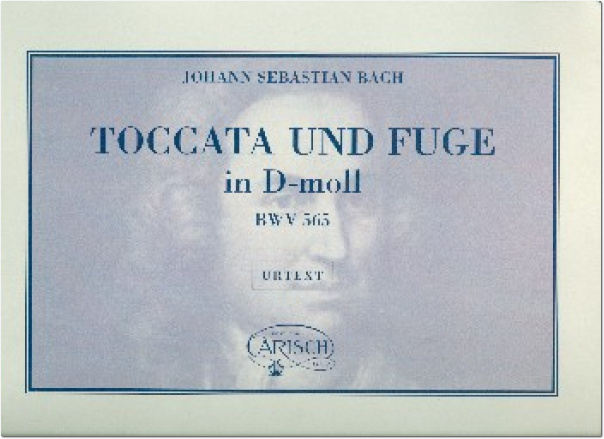 JOHANN SEBASTIAN BACH
TOCCATA UND FUGE
in D-moll
BWV 565
URTEXT
CARISCH